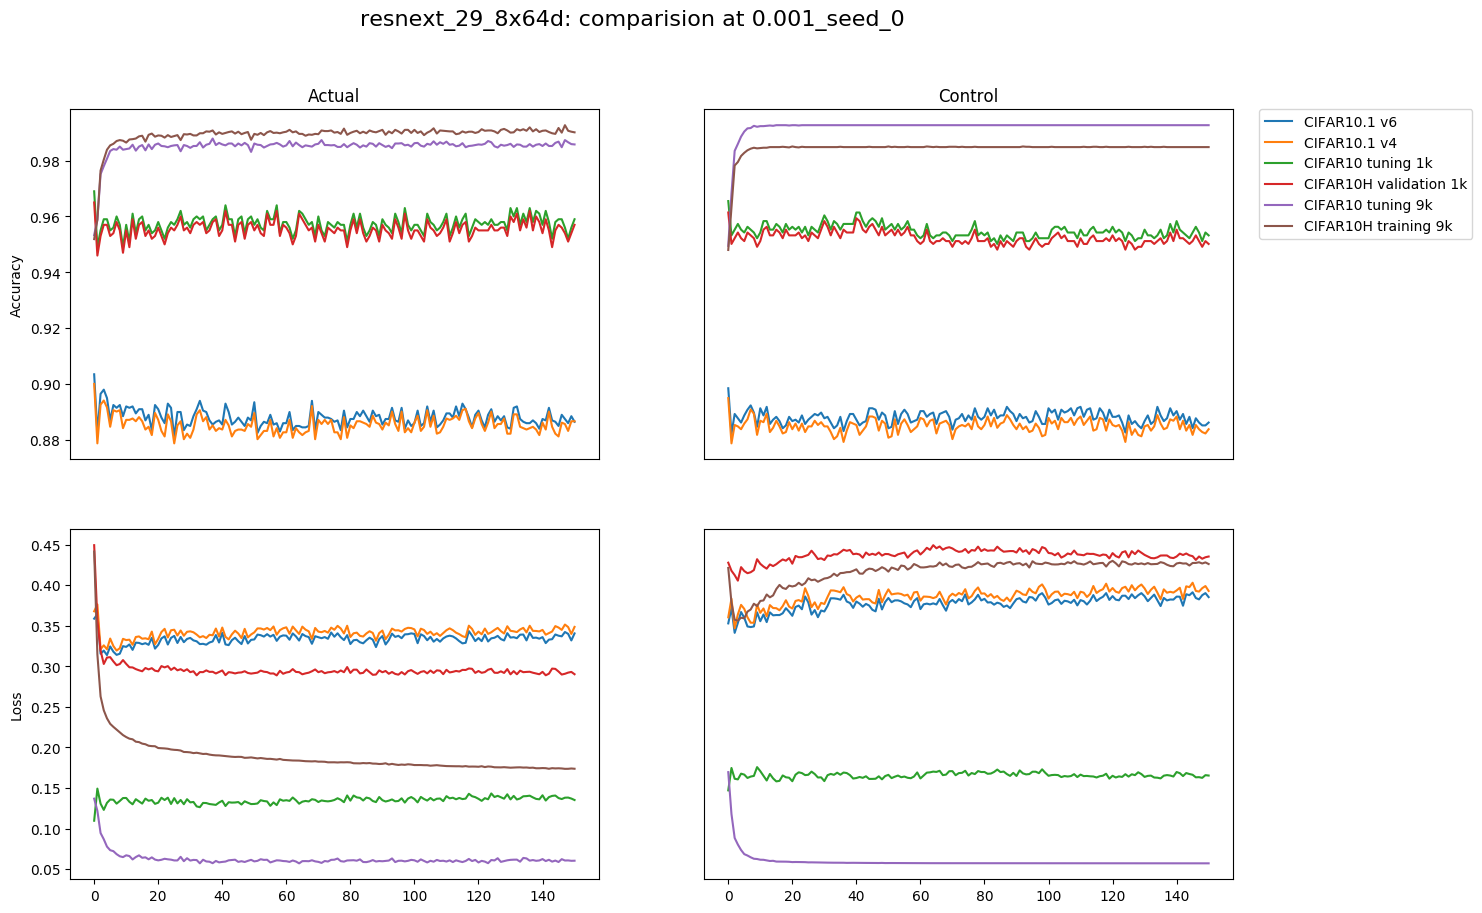 resnext_29_8x64d: comparision at 0.001_seed_0
Actual
Control
CIFAR10.1 v6
CIFAR10.1 v4
CIFAR10 tuning 1k
CIFAR10H validation 1k
CIFAR10 tuning 9k
CIFAR10H training 9k
Accuracy
0.98
0.96
0.94
0.92
0.90
0.88
Loss
0.45
0.40
0.35
0.30
0.25
0.20
0.15
0.10
0.05
0 20 40 60 80 100 120 140
0 20 40 60 80 100 120 140